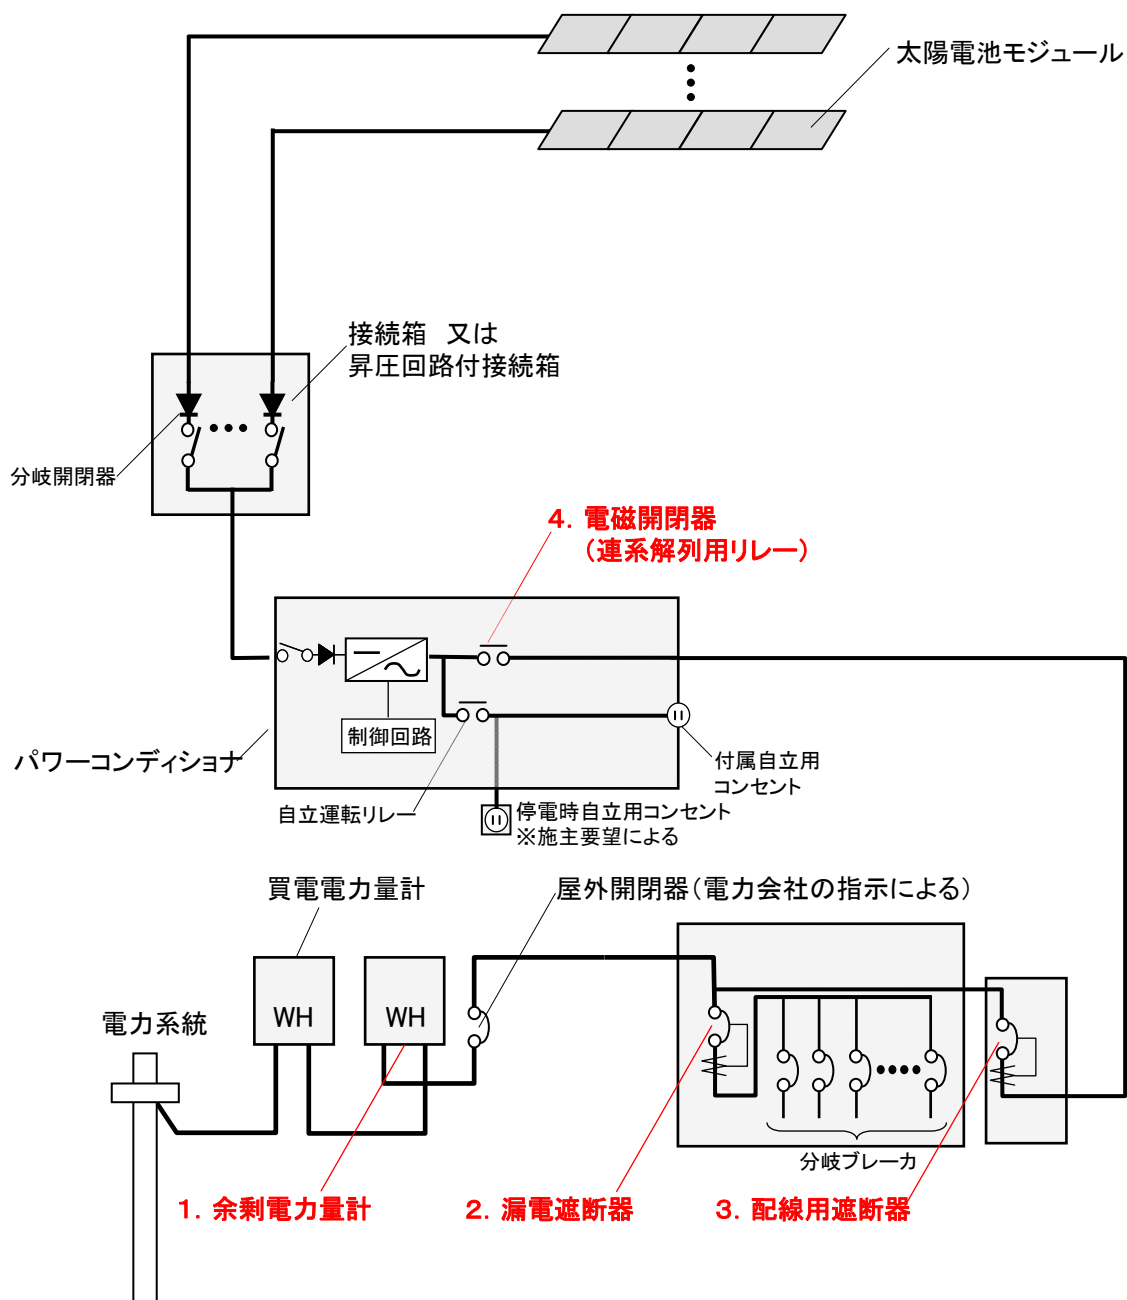 太陽電池モジュール
接続箱　又は
昇圧回路付接続箱
分岐開閉器
４．電磁開閉器
（連系解列用リレー）
制御回路
パワーコンディショナ
付属自立用
コンセント
自立運転リレー
停電時自立用コンセント
※施主要望による
買電電力量計
屋外開閉器（電力会社の指示による）
WH
WH
電力系統
分岐ブレーカ
１．余剰電力量計
２．漏電遮断器
３．配線用遮断器